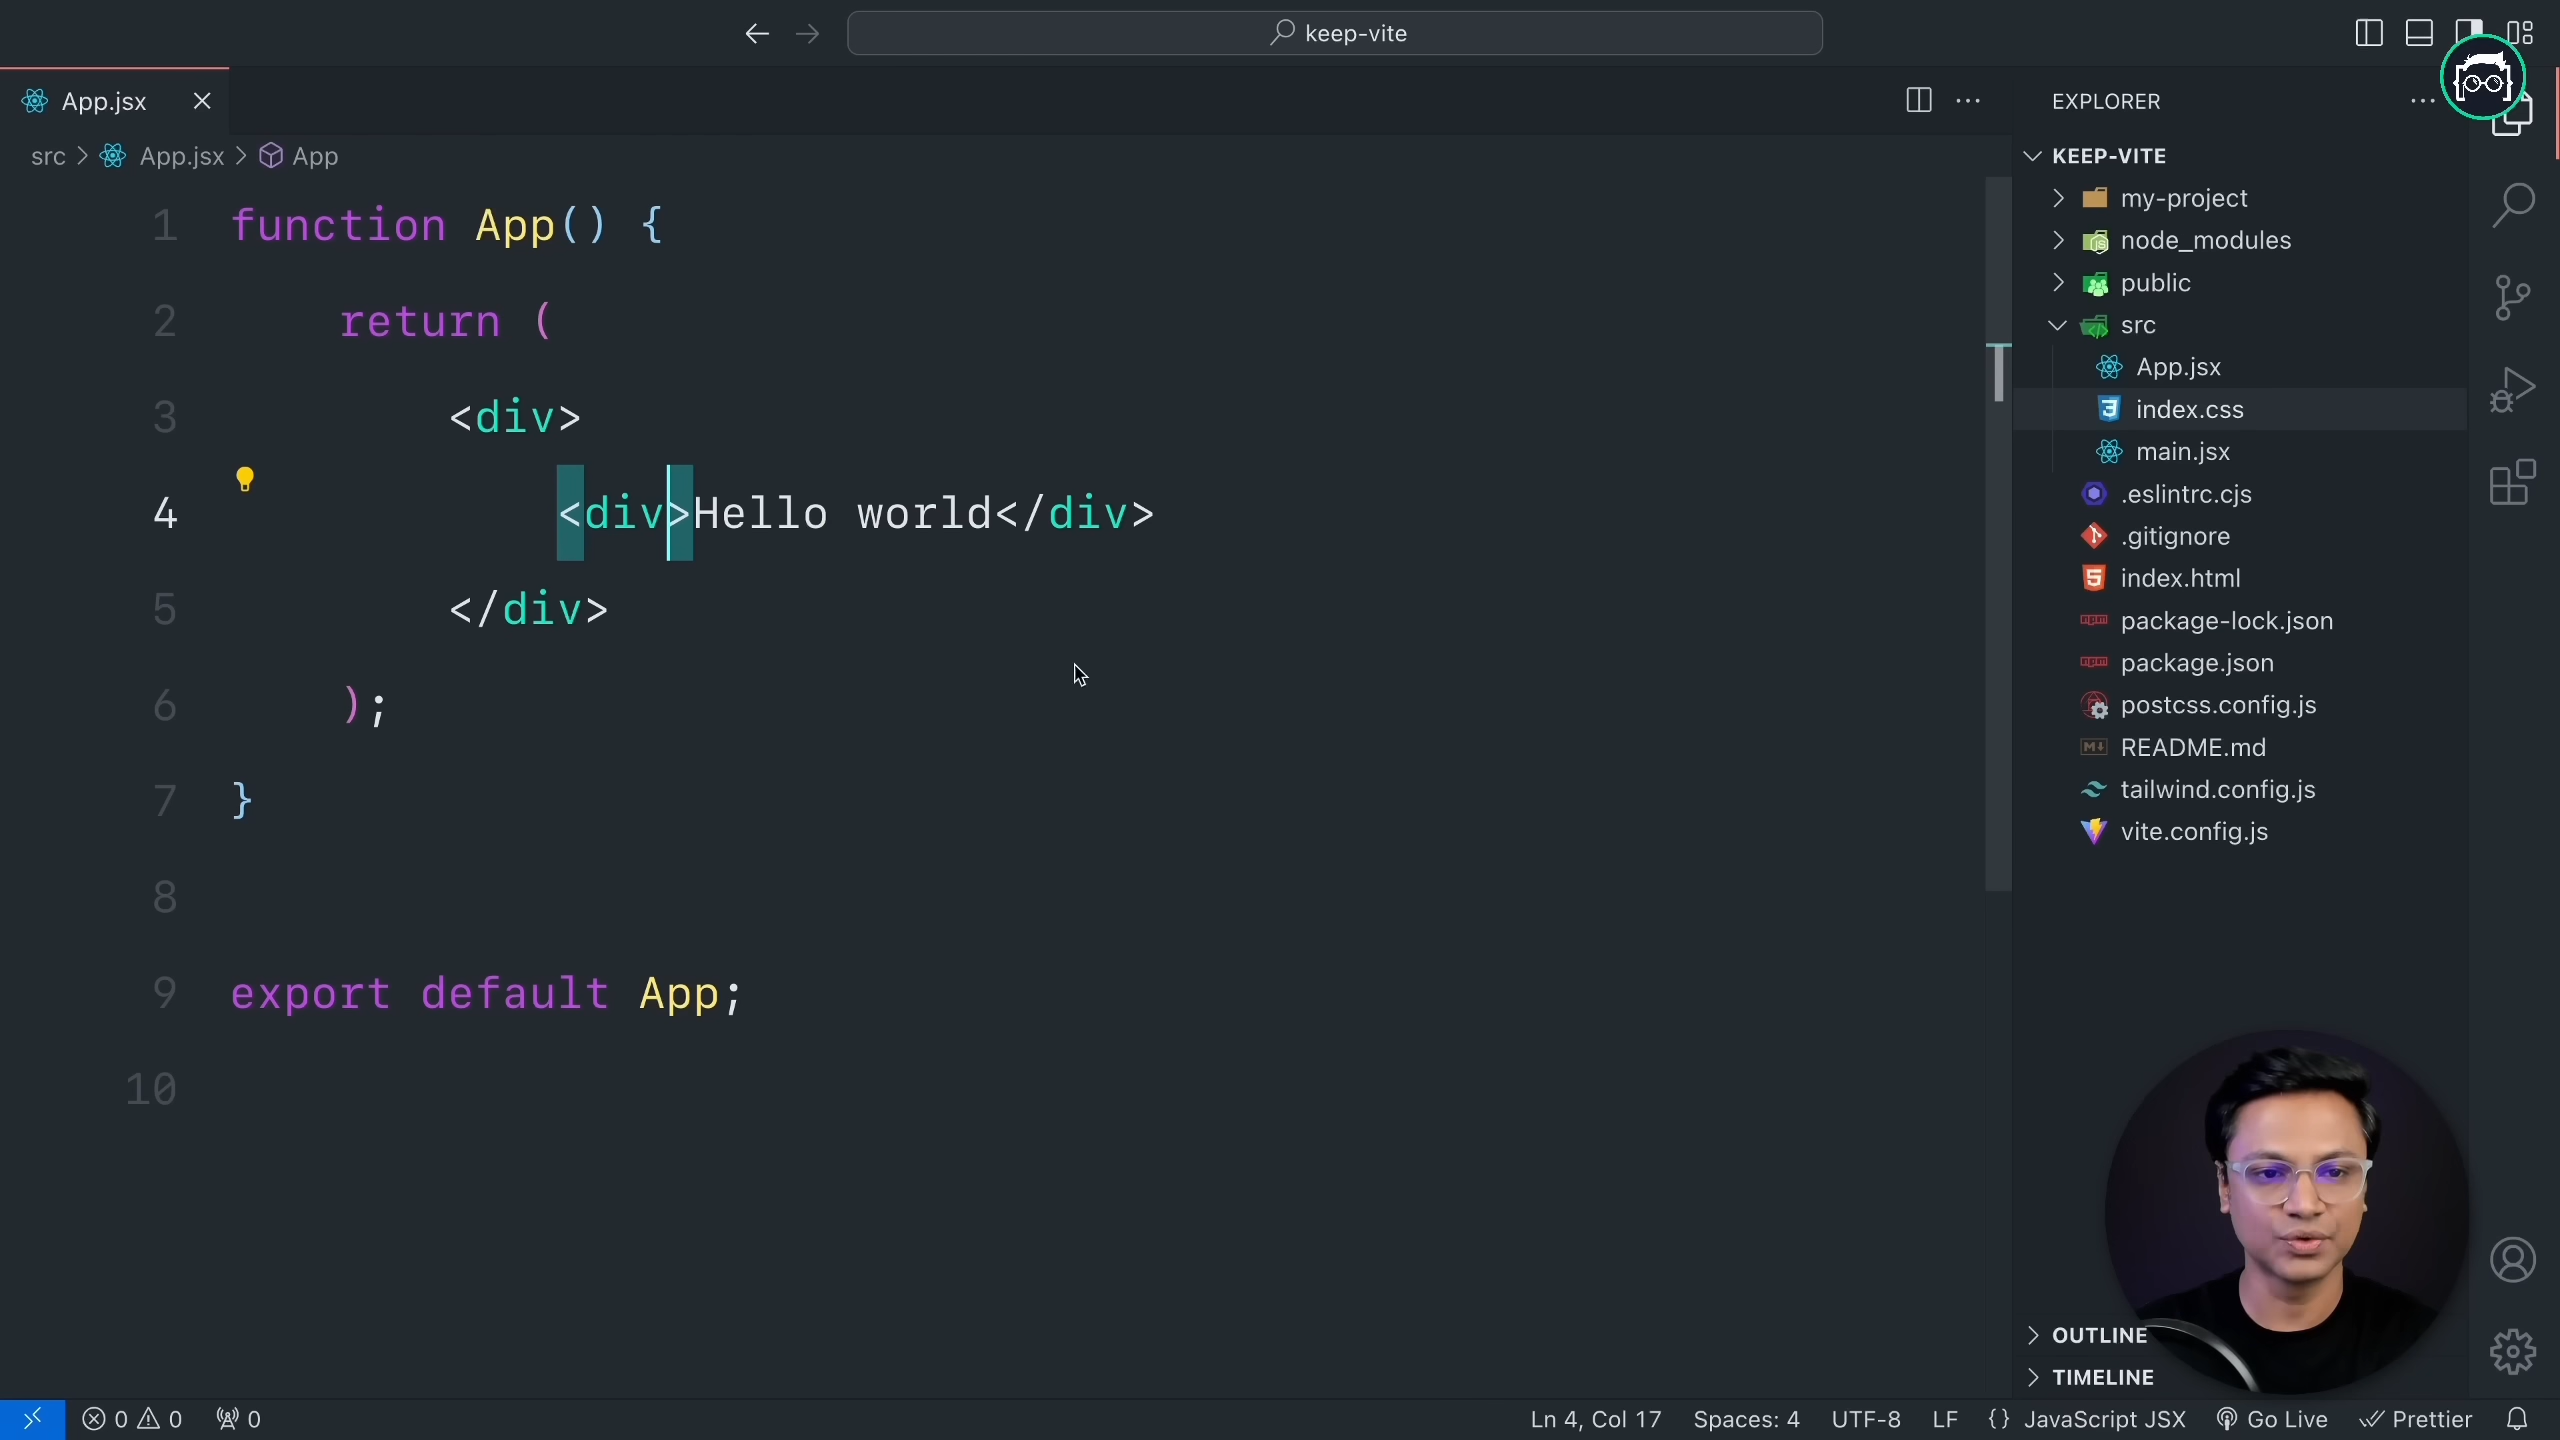 keep-vite
App.jsx
EXPLORER
src > App.jsx > App
KEEP-VITE
my-project
node_modules
public
src
App.jsx
index.css
main.jsx
.eslintrc.cjs
.gitignore
index.html
package-lock.json
package.json
postcss.config.js
README.md
tailwind.config.js
vite.config.js
1 function App() {
2 return (
3 <div>
4 <div>Hello world</div>
5 </div>
6 );
7 }
8
9 export default App;
10
OUTLINE
TIMELINE
0 0 0
Ln 4, Col 17 Spaces: 4 UTF-8 LF {} JavaScript JSX Go Live Prettier